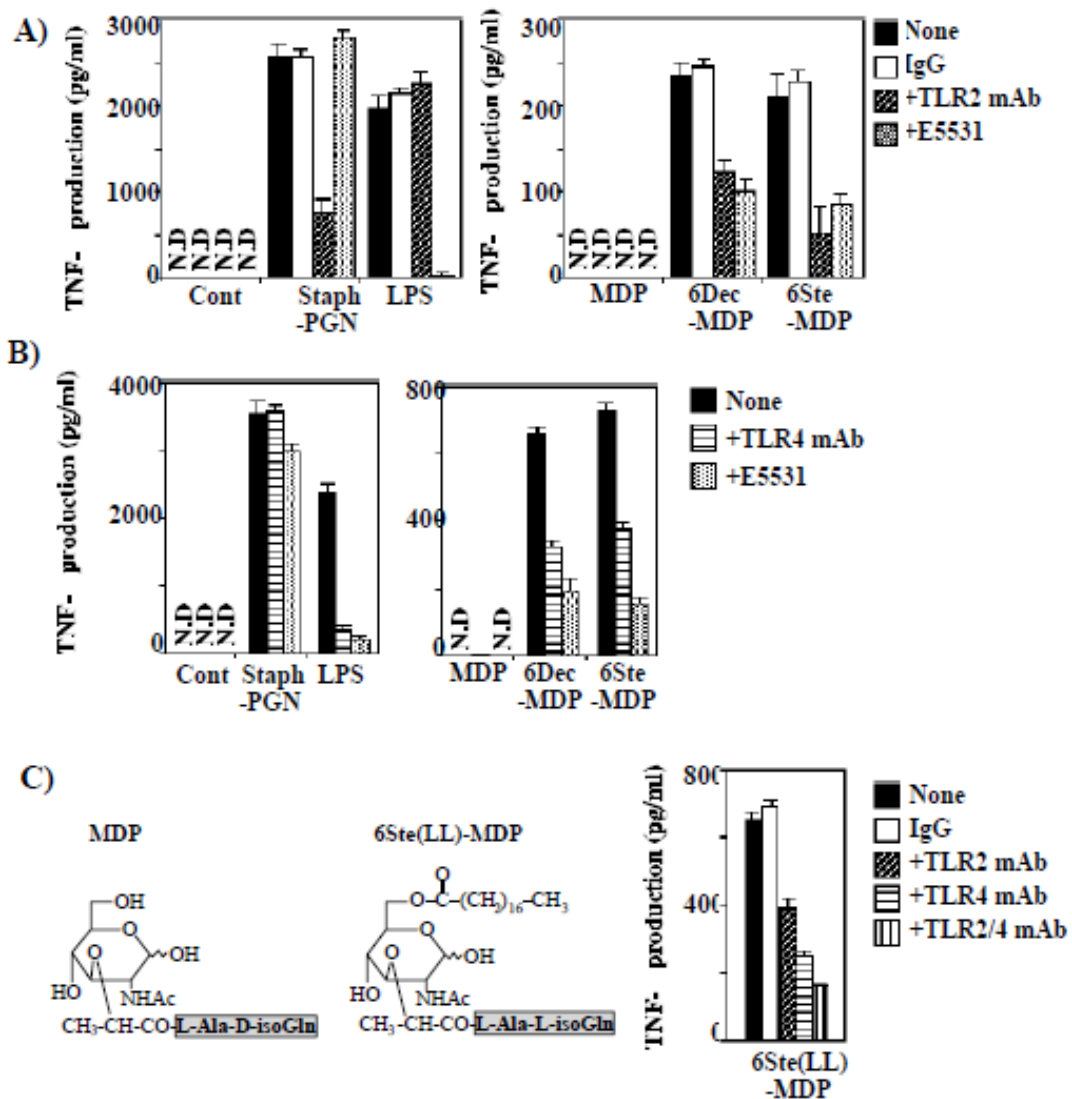 A)
TNF- production (pg/ml)
3000
2000
1000
0
N.D N.D N.D N.D
Cont
Staph
-PGN
LPS
TNF- production (pg/ml)
300
200
100
0
N.D N.D N.D N.D
MDP
6Dec
-MDP
6Ste
-MDP
None
IgG
+TLR2 mAb
+E5531
B)
TNF- production (pg/ml)
4000
2000
0
N.D N.D N.D
Cont
Staph
-PGN
LPS
800
400
0
N.D N.D
MDP
6Dec
-MDP
6Ste
-MDP
None
+TLR4 mAb
+E5531
C)
MDP
OH
O
O
OH
HO
NHAc
CH3-CH-CO-L-Ala-D-isoGln
6Ste(LL)-MDP
O
O-C-(CH2)16-CH3
O
O
OH
HO
NHAc
CH3-CH-CO-L-Ala-L-isoGln
TNF- production (pg/ml)
800
400
0
6Ste(LL)
-MDP
None
IgG
+TLR2 mAb
+TLR4 mAb
+TLR2/4 mAb